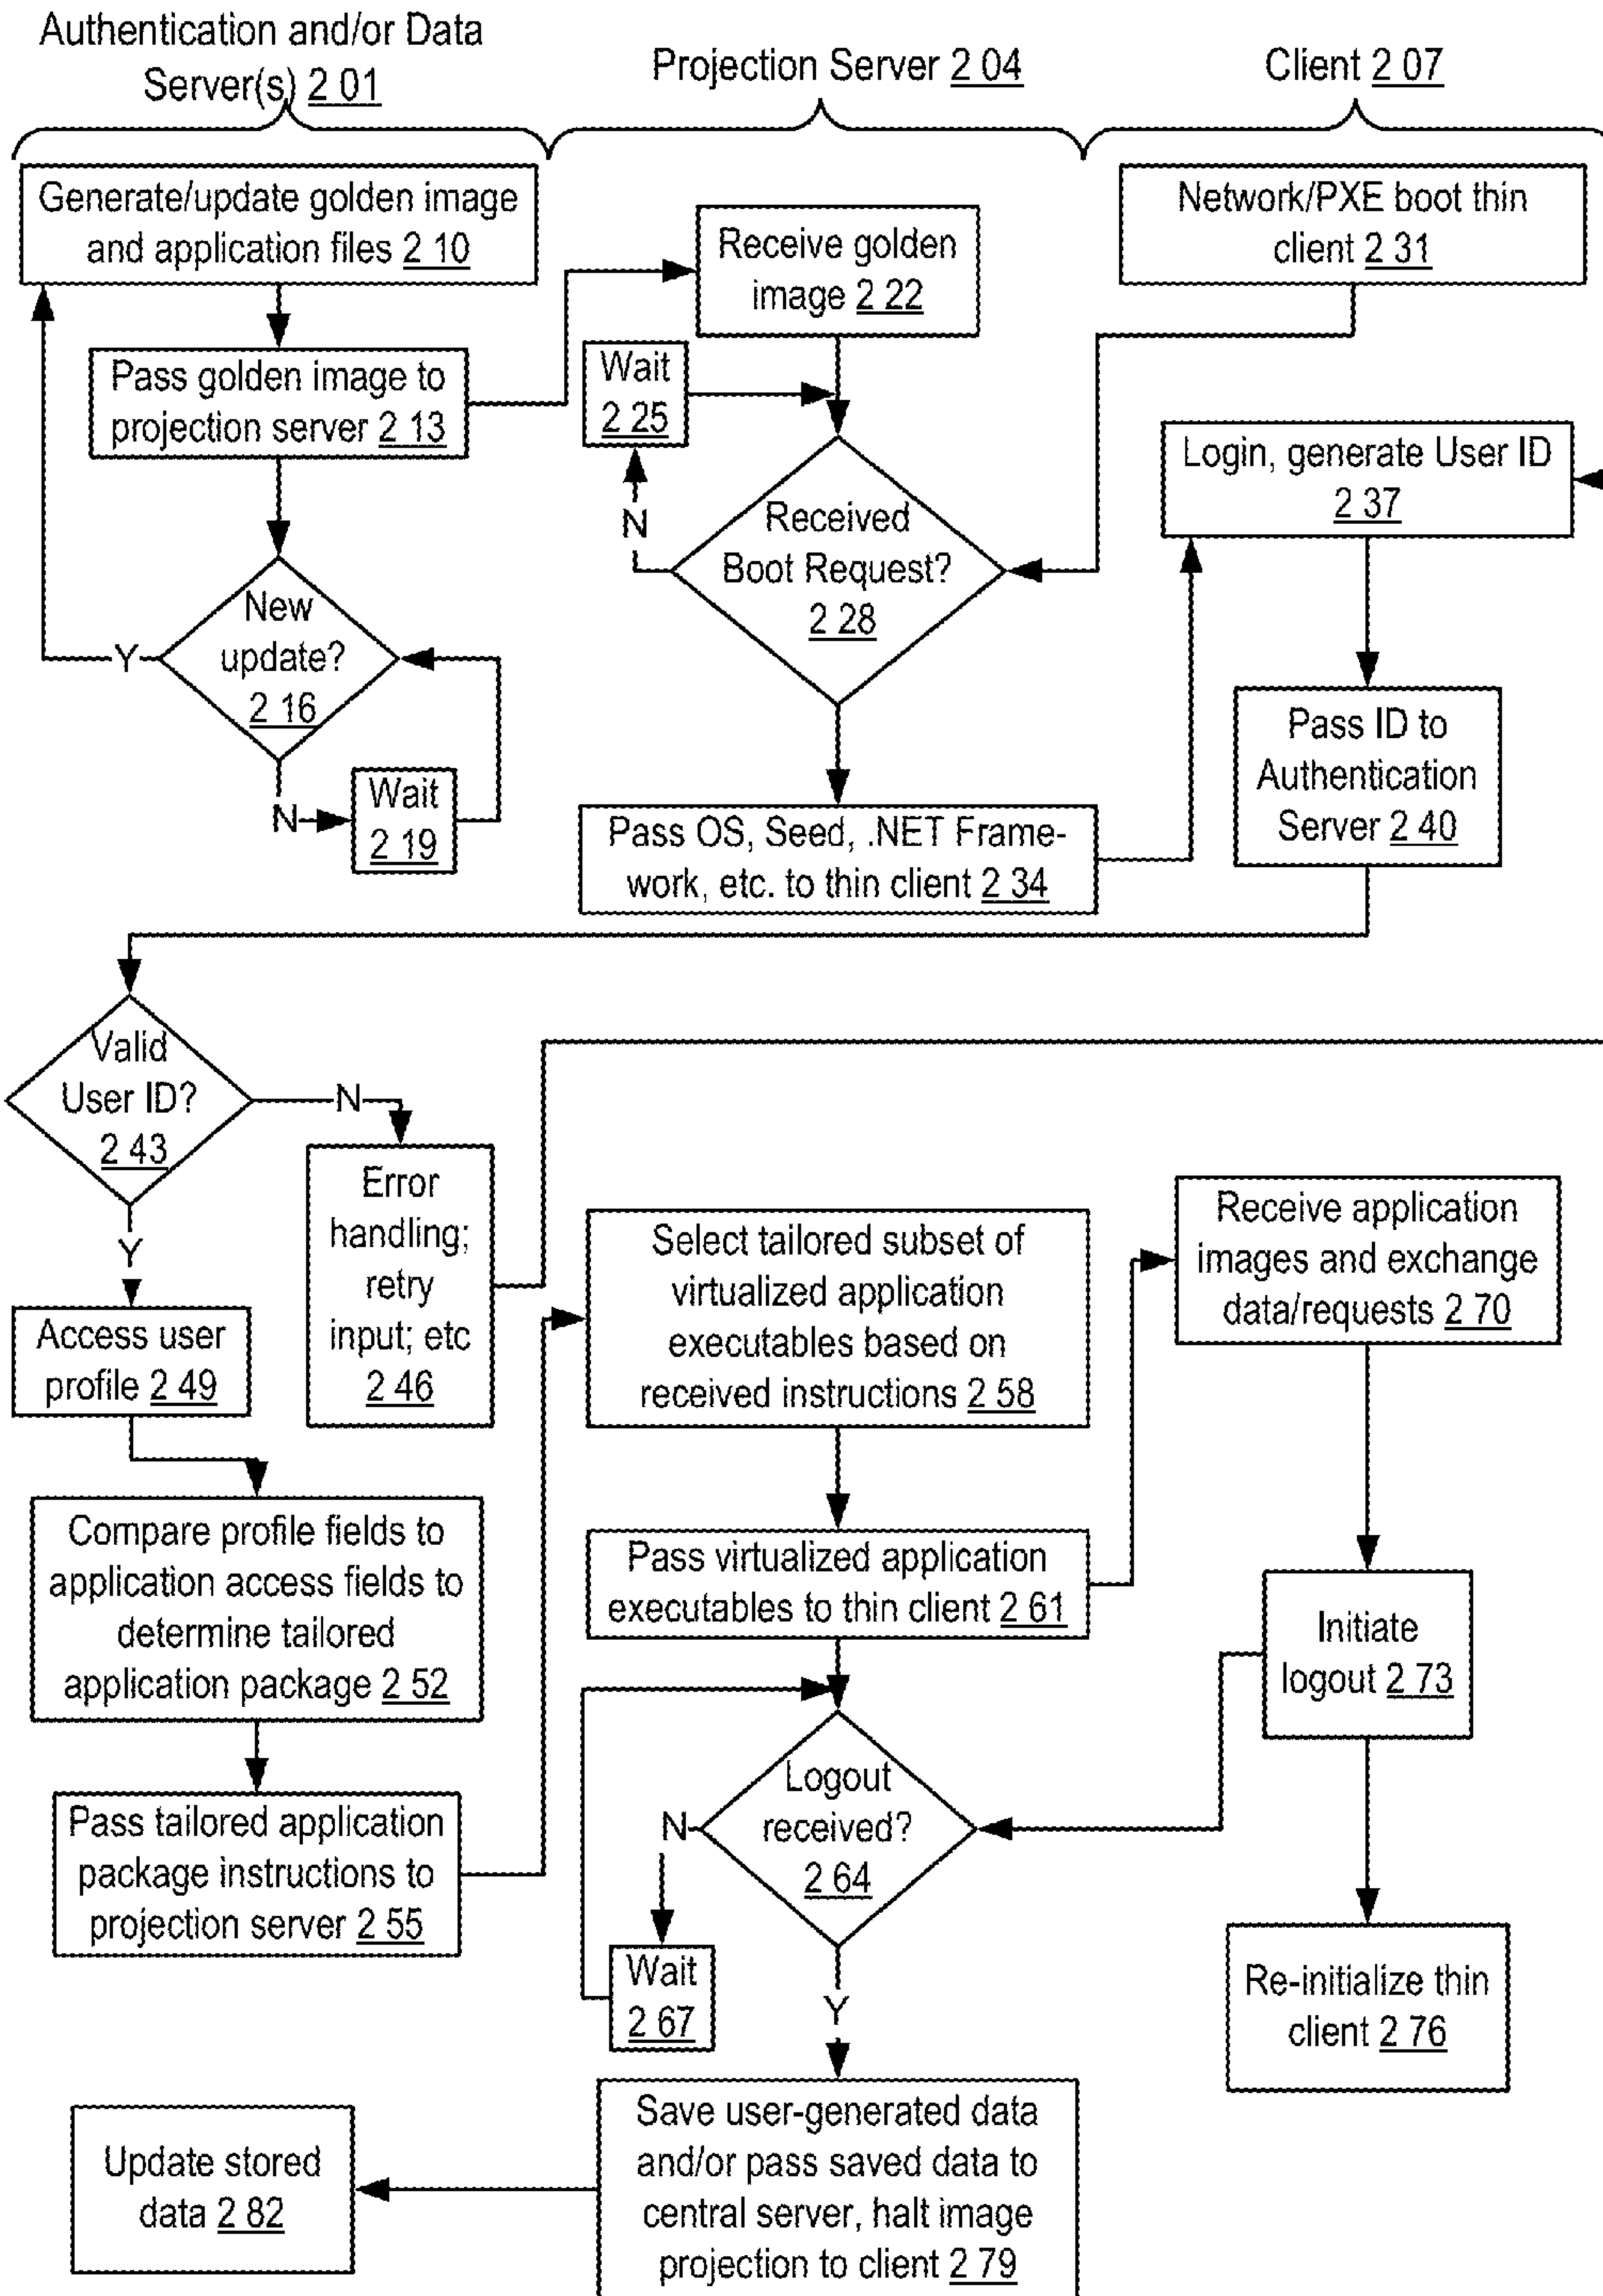 Authentication and/or Data
Server(s) 2 01
Projection Server 2 04
Client 2 07
Generate/update golden image
and application files 2 10
Receive golden
image 2 22
Network/PXE boot thin
client 2 31
Pass golden image to
projection server 2 13
Wait
2 25
Login, generate User ID
2 37
N
Received
Boot Request?
2 28
New
update?
2 16
Y
N
Wait
2 19
Pass ID to
Authentication
Server 2 40
Pass OS, Seed, .NET Frame-
work, etc. to thin client 2 34
Valid
User ID?
2 43
N
Y
Error
handling;
retry
input; etc
2 46
Access user
profile 2 49
Select tailored subset of
virtualized application
executables based on
received instructions 2 58
Receive application
images and exchange
data/requests 2 70
Compare profile fields to
application access fields to
determine tailored
application package 2 52
Pass virtualized application
executables to thin client 2 61
Initiate
logout 2 73
Pass tailored application
package instructions to
projection server 2 55
Logout
received?
2 64
N
Wait
2 67
Y
Re-initialize thin
client 2 76
Save user-generated data
and/or pass saved data to
central server, halt image
projection to client 2 79
Update stored
data 2 82